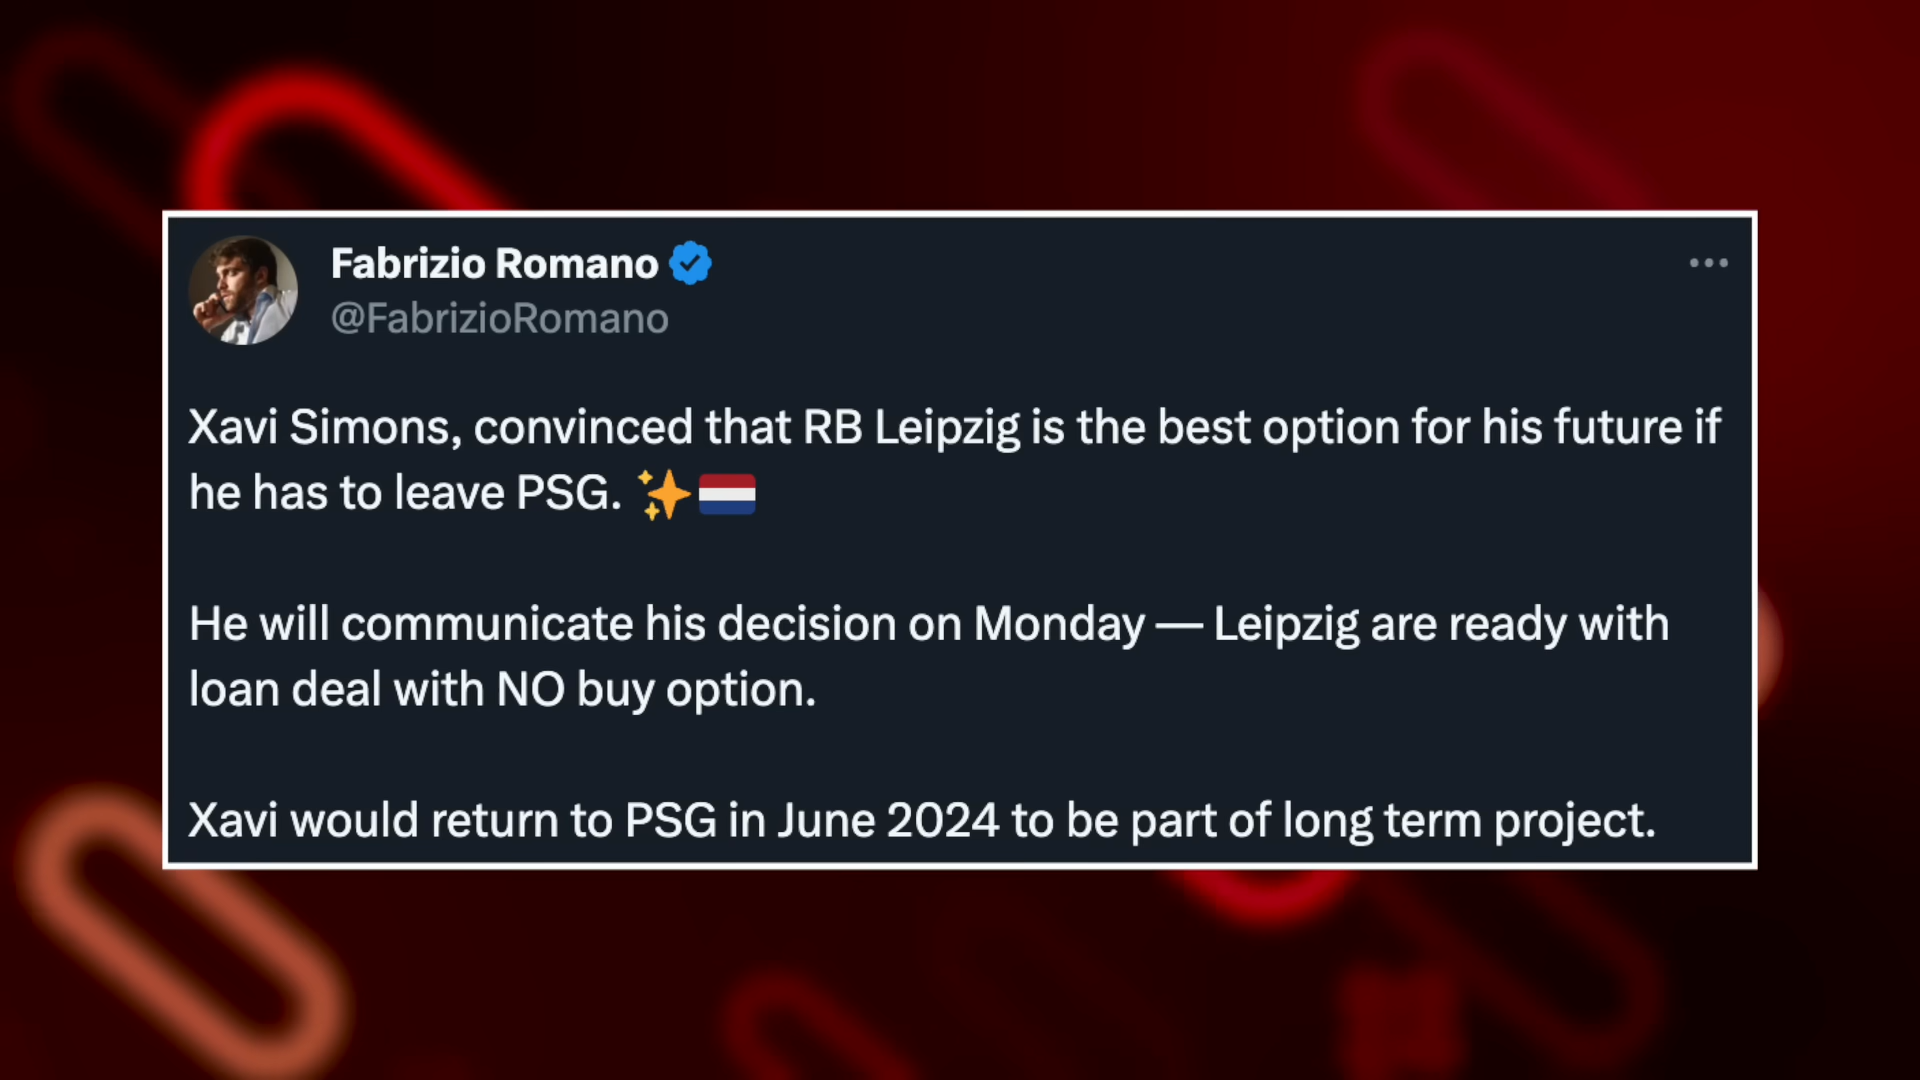 Fabrizio Romano
@FabrizioRomano
Xavi Simons, convinced that RB Leipzig is the best option for his future if
he has to leave PSG. ✨🇳🇱
He will communicate his decision on Monday — Leipzig are ready with
loan deal with NO buy option.
Xavi would return to PSG in June 2024 to be part of long term project.